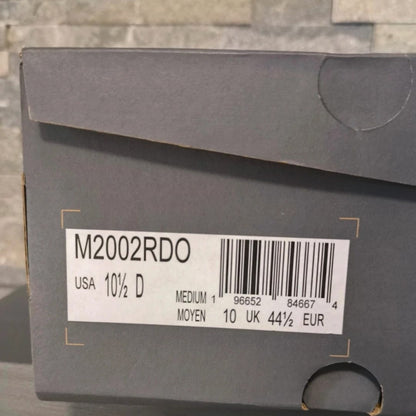 M2002RDO
USA 10½ D
MEDIUM 1 96652 84667 4
MOYEN 10 UK 44½ EUR